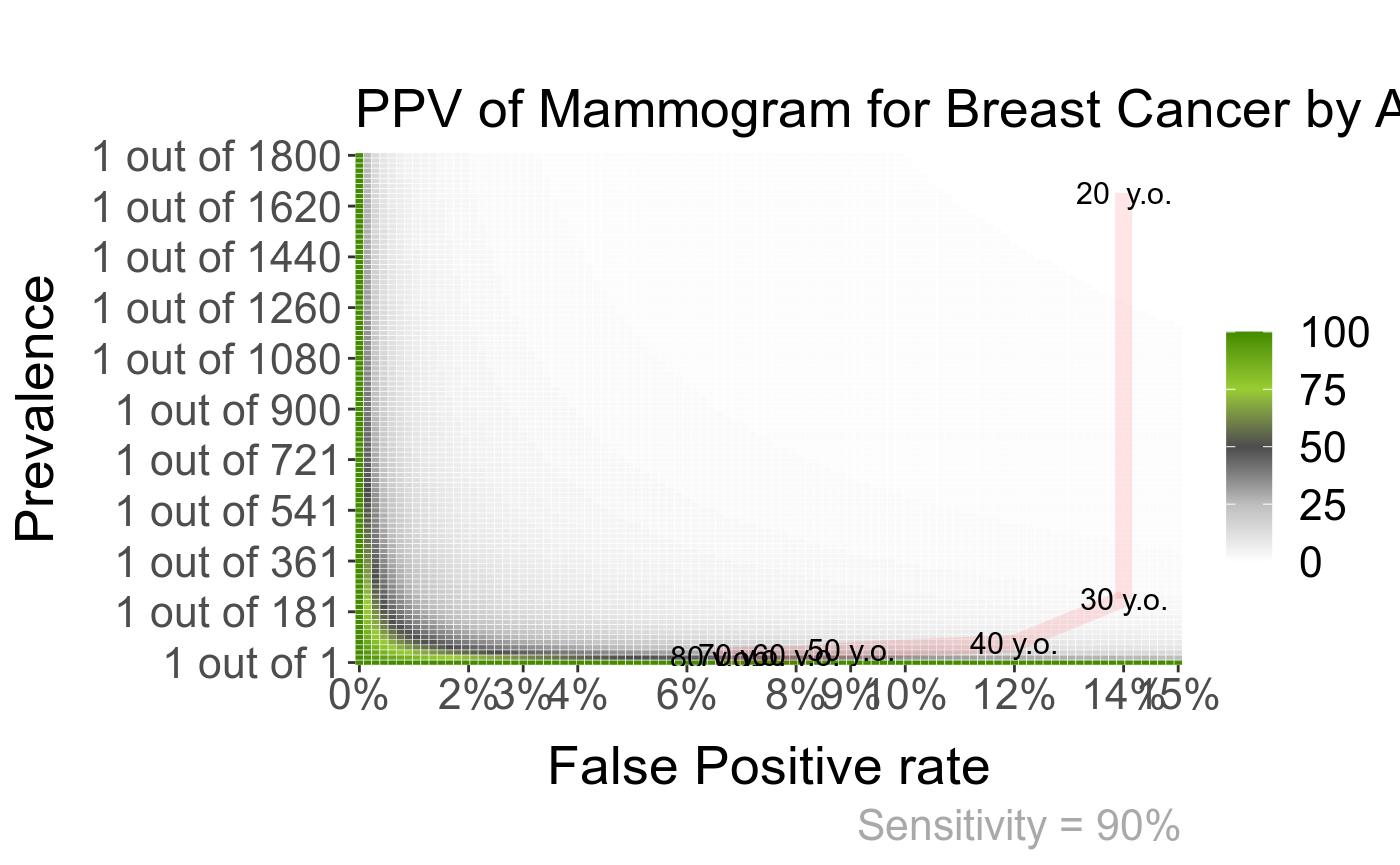 PPV of Mammogram for Breast Cancer by A
Prevalence
1 out of 1800
1 out of 1620
1 out of 1440
1 out of 1260
1 out of 1080
1 out of 900
1 out of 721
1 out of 541
1 out of 361
1 out of 181
1 out of 1
20 y.o.
30 y.o.
40 y.o.
50 y.o.
60 y.o.
70 y.o.
80 y.o.
100
75
50
25
0
0% 2% 3% 4% 6% 8% 9% 10% 12% 14% 15%
False Positive rate
Sensitivity = 90%